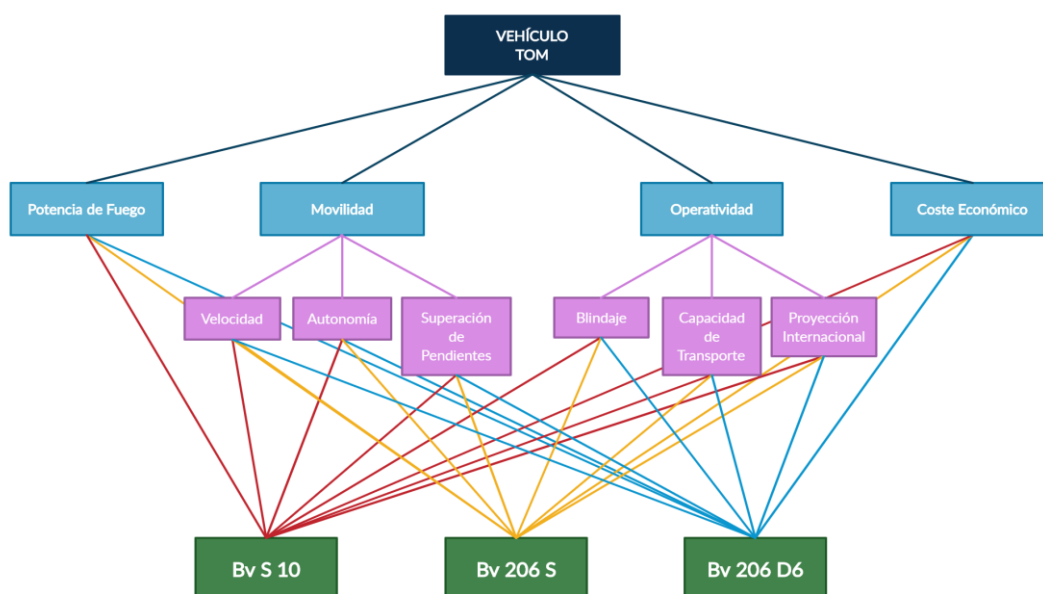 VEHÍCULO
TOM
Potencia de Fuego
Movilidad
Operatividad
Coste Económico
Velocidad
Autonomía
Superación
de
Pendientes
Blindaje
Capacidad
de
Transporte
Proyección
Internacional
Bv S 10
Bv 206 S
Bv 206 D6